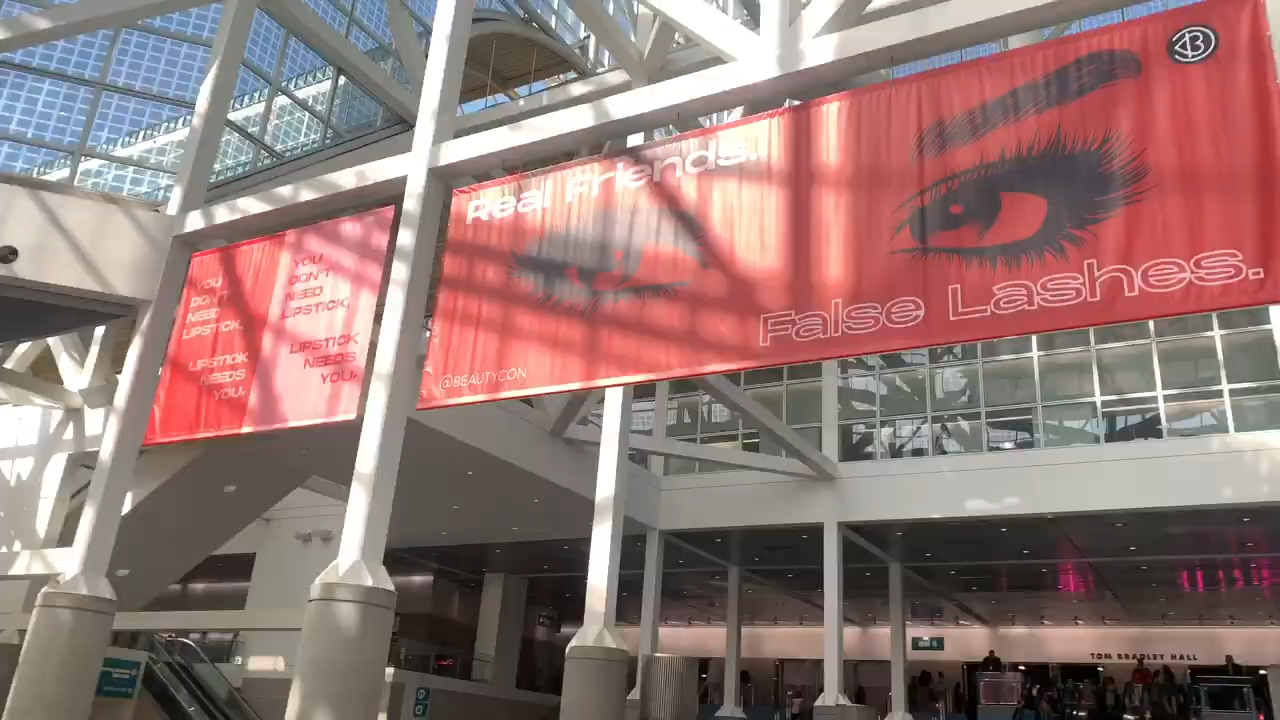 YOU
DON'T
NEED
LIPSTICK,
LIPSTICK
NEEDS
YOU.
YOU
DON'T
NEED
LIPSTICK,
LIPSTICK
NEEDS
YOU.
Real Friends.
False Lashes.
@BEAUTYCON
B
TOM BRADLEY HALL